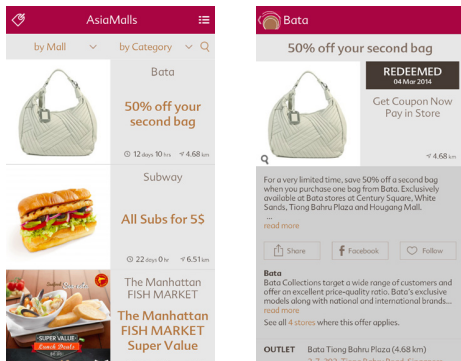 AsiaMalls
by Mall
by Category
Bata
50% off your
second bag
12 days 10 hrs
4.68 km
Subway
All Subs for 5$
22 days 0 hr
6.51 km
The Manhattan
FISH MARKET
The Manhattan
FISH MARKET
Super Value
SUPER VALUE
Lunch Deals
Bata
50% off your second bag
REDEEMED
04 Mar 2014
Get Coupon Now
Pay in Store
4.68 km
For a very limited time, save 50% off a second bag
when you purchase one bag from Bata. Exclusively
available at Bata stores at Century Square, White
Sands, Tiong Bahru Plaza and Hougang Mall.
...
read more
Share
Facebook
Follow
Bata
Bata Collections target a wide range of customers and
offer an excellent price-quality ratio. Bata's exclusive
models along with national and international brands...
read more
See all 4 stores where this offer applies.
OUTLET Bata Tiong Bahru Plaza (4.68 km)